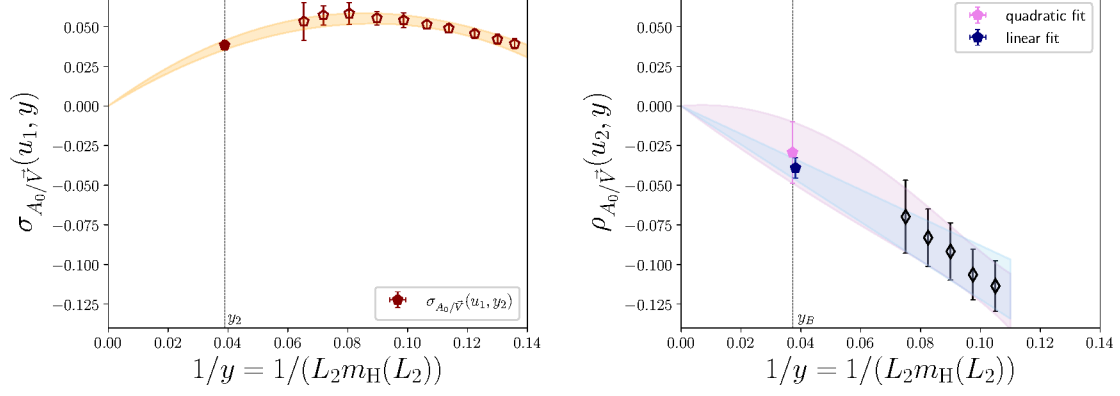 0.050
0.025
0.000
−0.025
−0.050
−0.075
−0.100
−0.125
σ_{A_0/\vec{V}}(u_1, y)
σ_{A_0/\vec{V}}(u_1, y_2)
y_2
0.00 0.02 0.04 0.06 0.08 0.10 0.12 0.14
1/y = 1/(L_2 m_H(L_2))
quadratic fit
linear fit
0.050
0.025
0.000
−0.025
−0.050
−0.075
−0.100
−0.125
ρ_{A_0/\vec{V}}(u_2, y)
y_B
0.00 0.02 0.04 0.06 0.08 0.10 0.12 0.14
1/y = 1/(L_2 m_H(L_2))